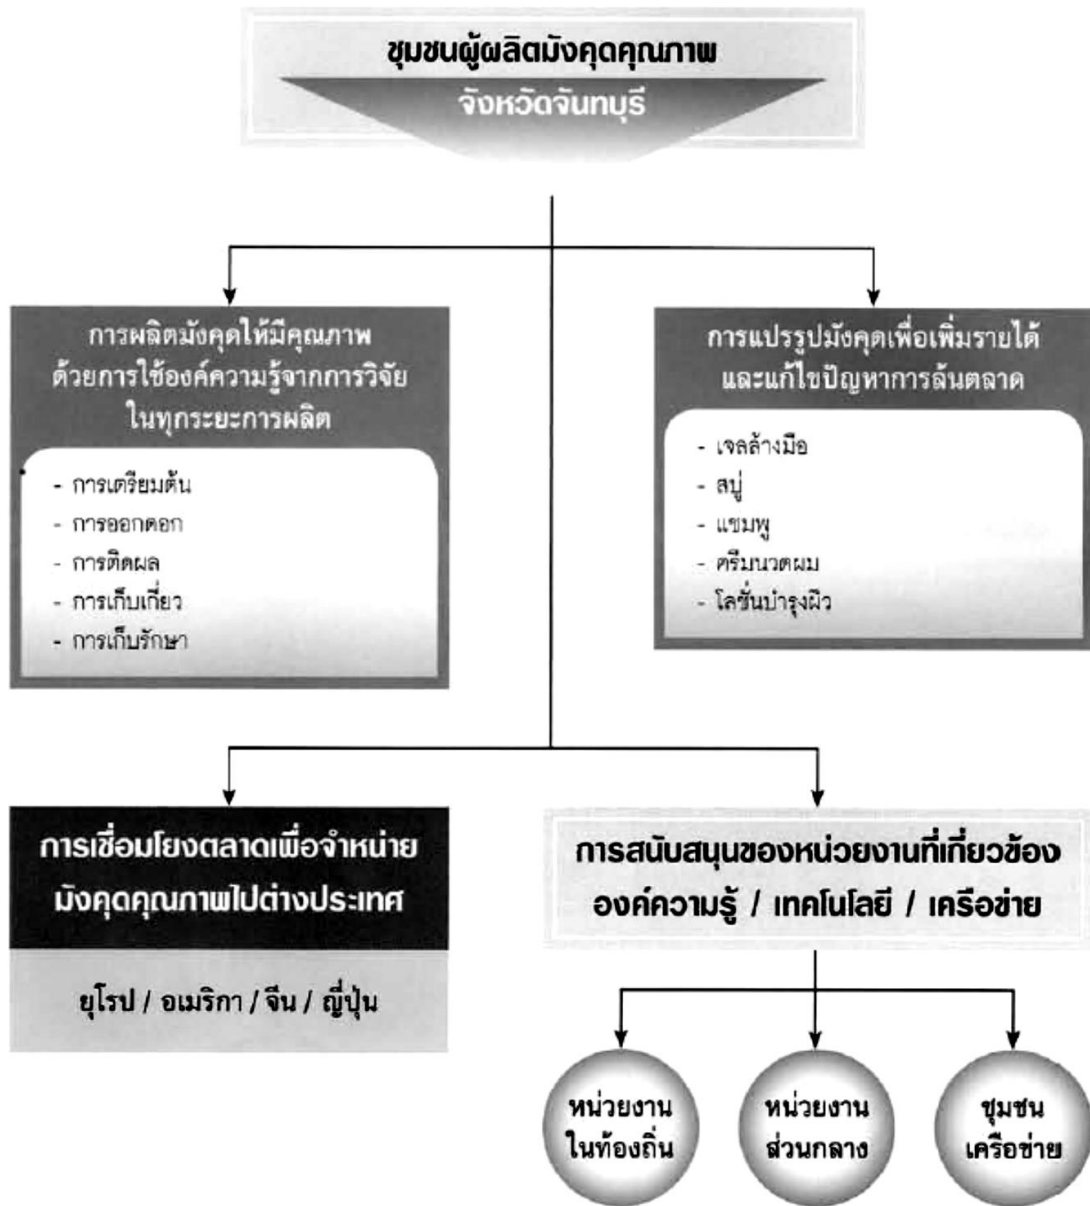 ชุมชนผู้ผลิตมังคุดคุณภาพ
จังหวัดจันทบุรี
การผลิตมังคุดให้มีคุณภาพ
ด้วยการใช้องค์ความรู้จากการวิจัย
ในทุกระยะการผลิต
- การเตรียมต้น
- การออกดอก
- การติดผล
- การเก็บเกี่ยว
- การเก็บรักษา
การแปรรูปมังคุดเพื่อเพิ่มรายได้
และแก้ไขปัญหาการล้นตลาด
- เจลล้างมือ
- สบู่
- แชมพู
- ครีมนวดผม
- โลชั่นบำรุงผิว
การเชื่อมโยงตลาดเพื่อจำหน่าย
มังคุดคุณภาพไปต่างประเทศ
ยุโรป / อเมริกา / จีน / ญี่ปุ่น
การสนับสนุนของหน่วยงานที่เกี่ยวข้อง
องค์ความรู้ / เทคโนโลยี / เครือข่าย
หน่วยงาน
ในท้องถิ่น
หน่วยงาน
ส่วนกลาง
ชุมชน
เครือข่าย